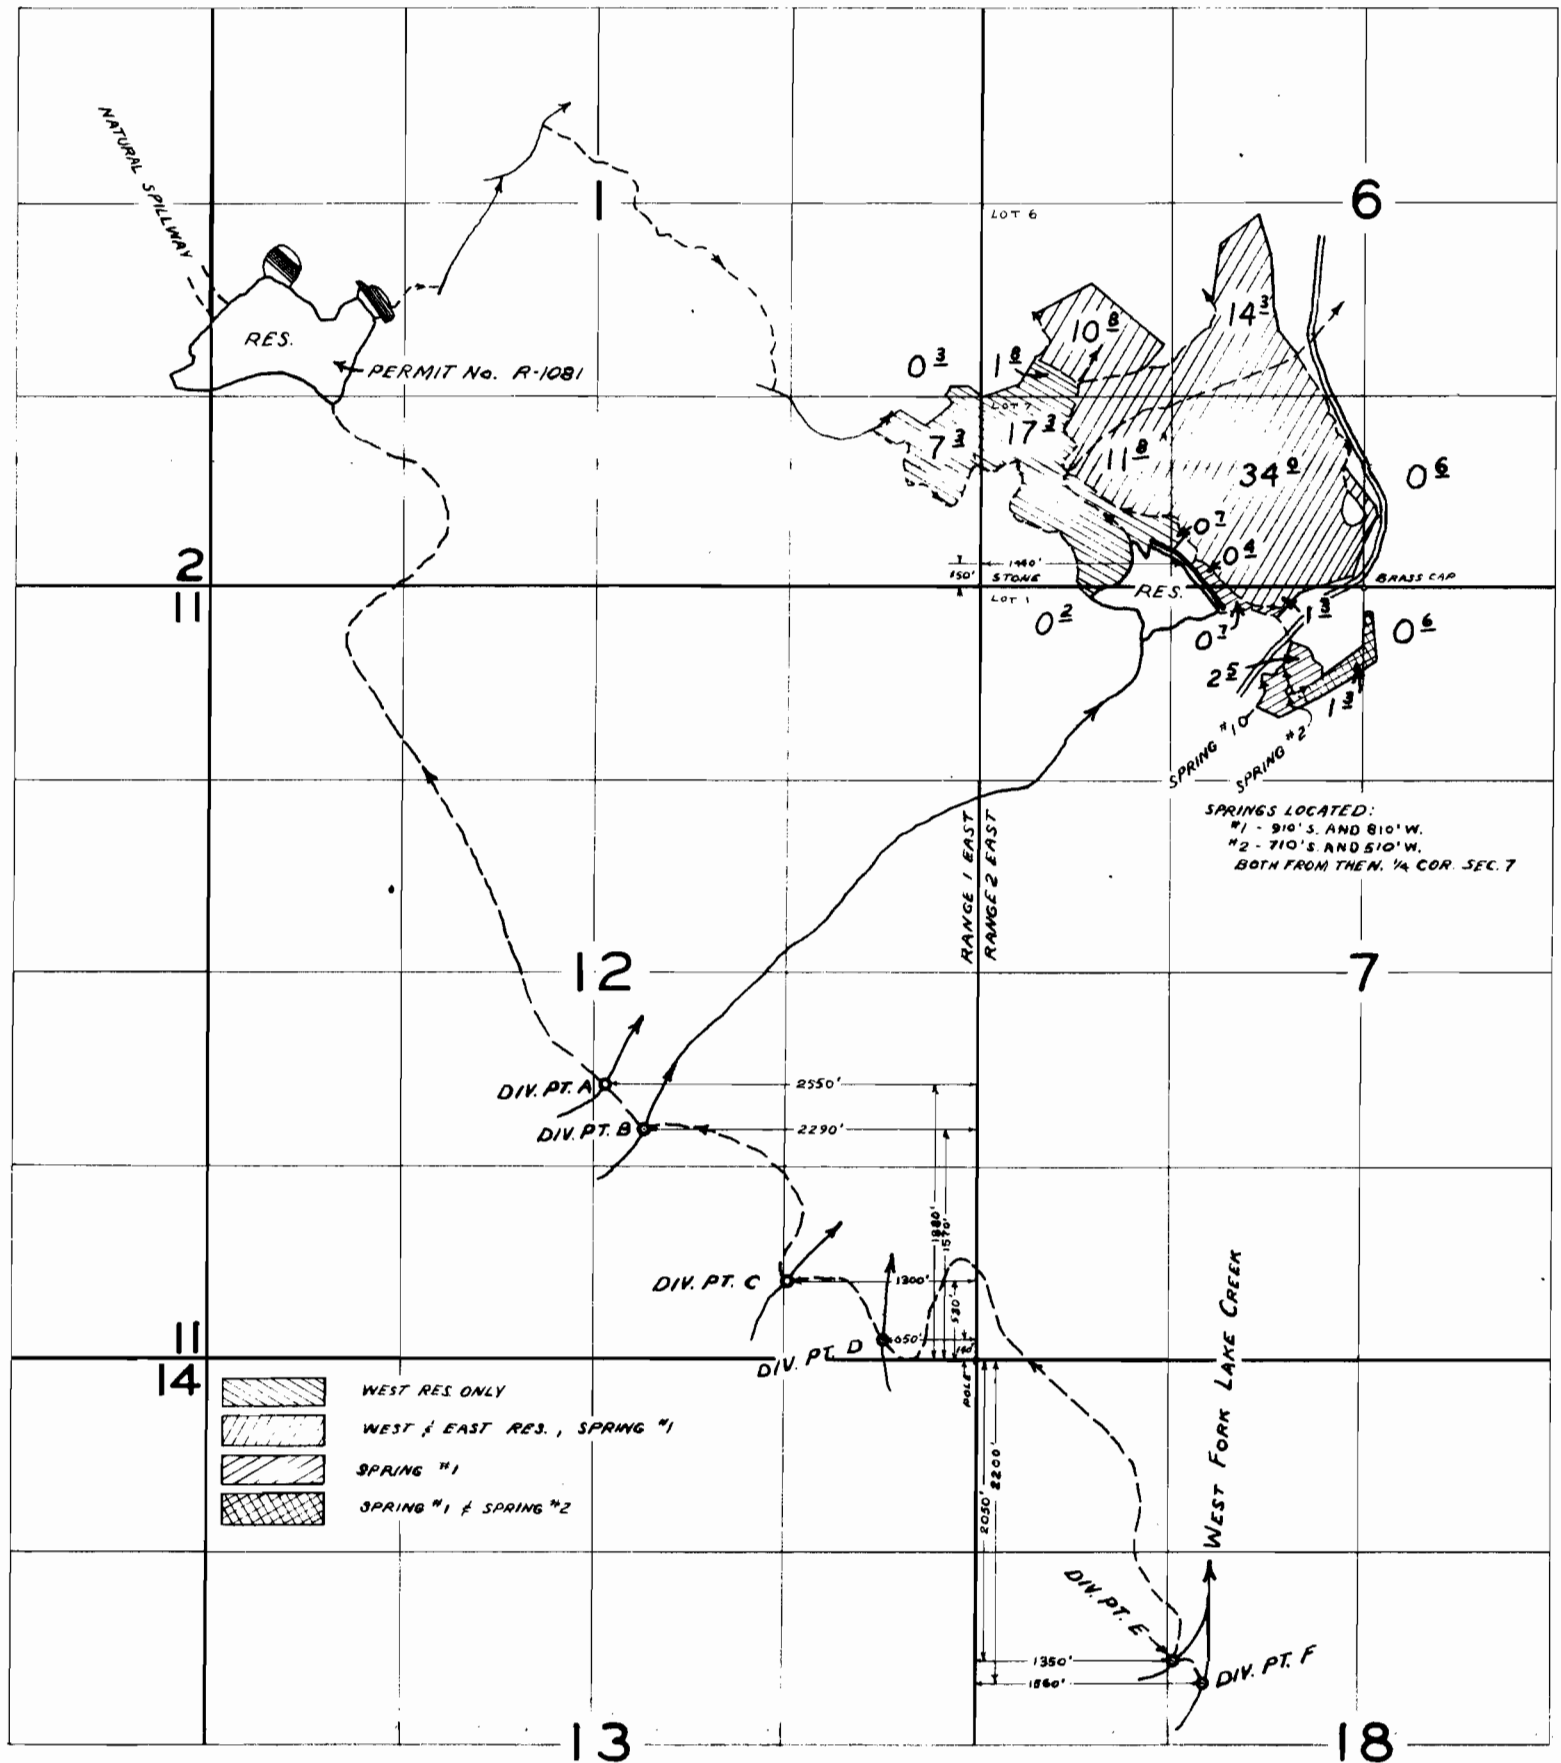 NATURAL SPILLWAY
1
LOT 6
6
RES.
PERMIT No. R-1081
0 3
1 8
10 8
14 3
LOT 7
7 3
17 3
11 8
34 0
0 6
0 7
0 4
1440'
150'
STONE
2
11
LOT 1
RES.
BRASS CAP
0 2
0 7
1 3
0 6
2 5
SPRING #1
SPRING #2
SPRINGS LOCATED:
#1 - 910' S. AND 810' W.
#2 - 710' S. AND 510' W.
BOTH FROM THE N. 1/4 COR. SEC. 7
RANGE 1 EAST
RANGE 2 EAST
12
7
DIV. PT. A
2550'
DIV. PT. B
2290'
1880'
1570'
DIV. PT. C
1300'
530'
DIV. PT. D
650'
140'
POLE
11
14
WEST RES. ONLY
WEST & EAST RES., SPRING #1
SPRING #1
SPRING #1 & SPRING #2
WEST FORK LAKE CREEK
2050'
2200'
DIV. PT. E
1350'
1560'
DIV. PT. F
13
18